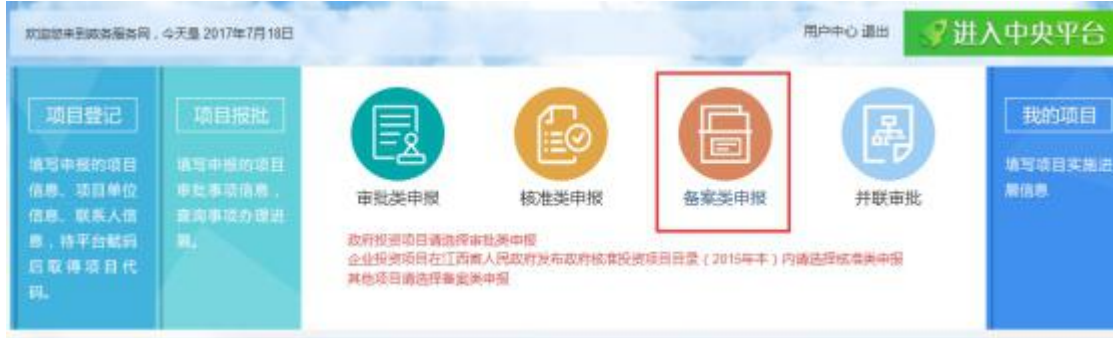 欢迎您来到政务服务网，今天是 2017年7月18日
用户中心 退出
进入中央平台
项目登记
填写申报的项目
信息、项目单位
信息、联系人信
息，待平台赋码
后取得项目代
码。
项目报批
填写申报的项目
审批事项信息，
查询事项办理进
展。
审批类申报
核准类申报
备案类申报
并联审批
政府投资项目请选择审批类申报
企业投资项目在江西省人民政府发布政府核准投资项目目录（2015年本）内请选择核准类申报
其他项目请选择备案类申报
我的项目
填写项目实施进
展信息